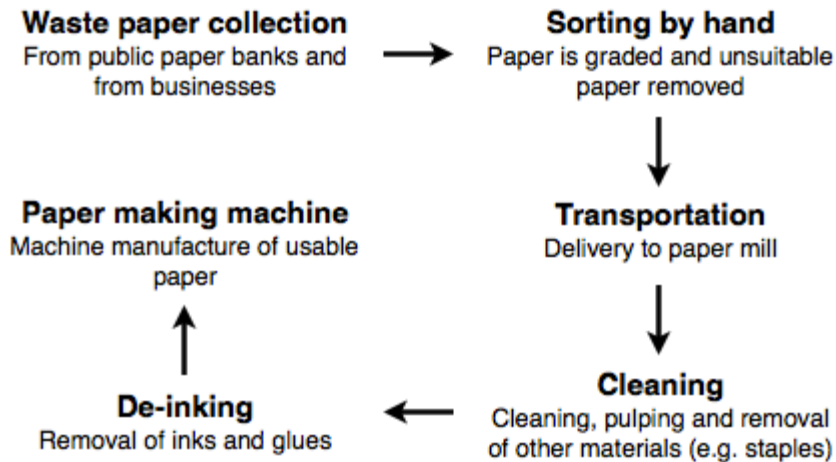 Waste paper collection
From public paper banks and
from businesses
Sorting by hand
Paper is graded and unsuitable
paper removed
Transportation
Delivery to paper mill
Cleaning
Cleaning, pulping and removal
of other materials (e.g. staples)
De-inking
Removal of inks and glues
Paper making machine
Machine manufacture of usable
paper